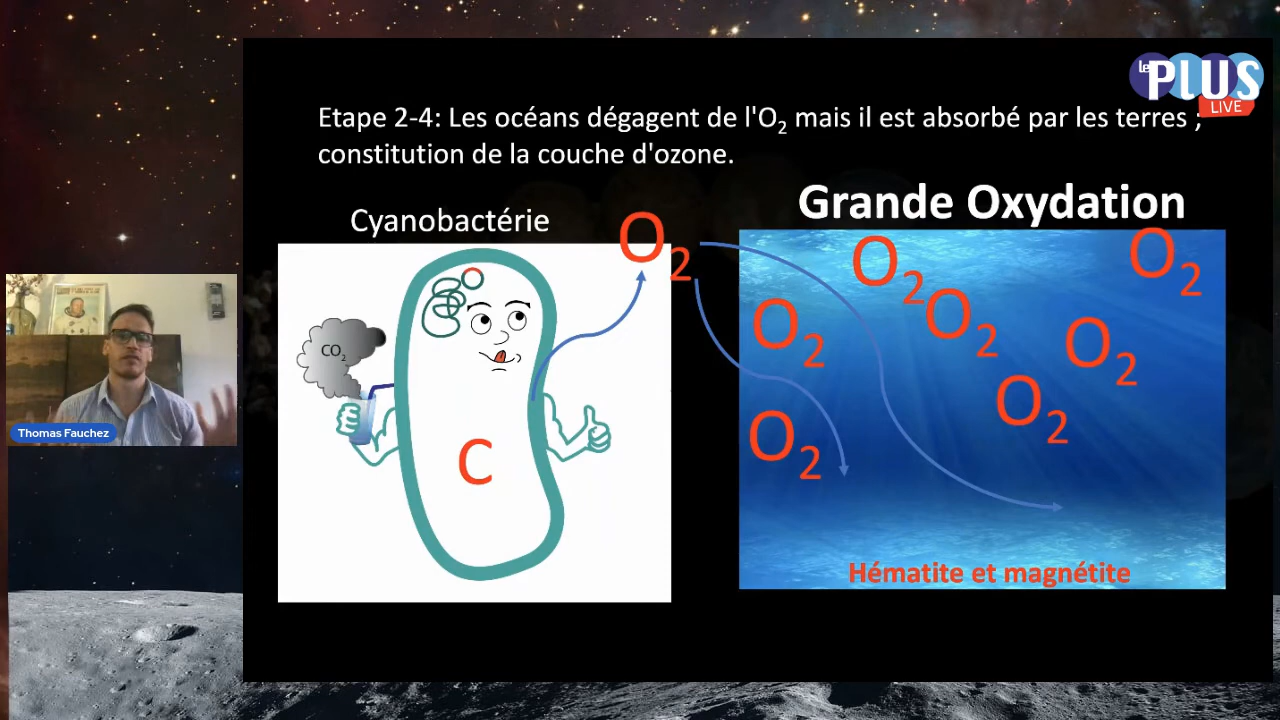 le PLUS
LIVE
Etape 2-4: Les océans dégagent de l'O₂ mais il est absorbé par les terres ;
constitution de la couche d'ozone.
Grande Oxydation
Cyanobactérie
O₂
O₂
O₂
O₂
O₂
O₂
O₂
O₂
CO₂
C
Thomas Fauchez
Hématite et magnétite